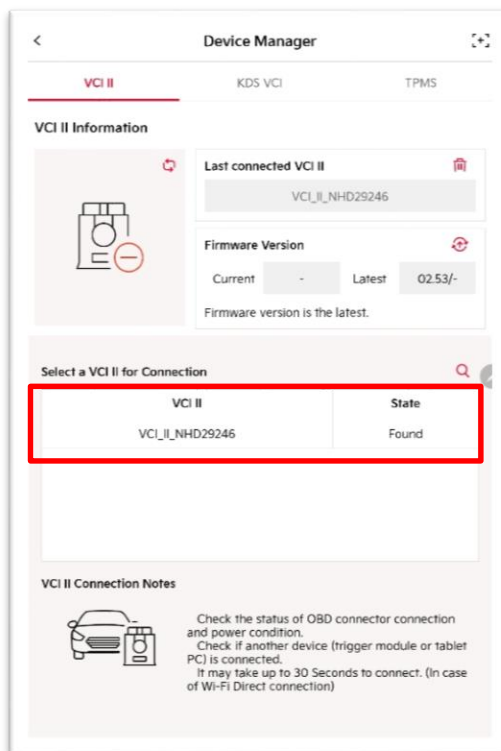 Device Manager
VCI II KDS VCI TPMS
VCI II Information
Last connected VCI II
VCI_II_NHD29246
Firmware Version
Current - Latest 02.53/-
Firmware version is the latest.
Select a VCI II for Connection
VCI II State
VCI_II_NHD29246 Found
VCI II Connection Notes
Check the status of OBD connector connection
and power condition.
Check if another device (trigger module or tablet
PC) is connected.
It may take up to 30 Seconds to connect. (In case
of Wi-Fi Direct connection)